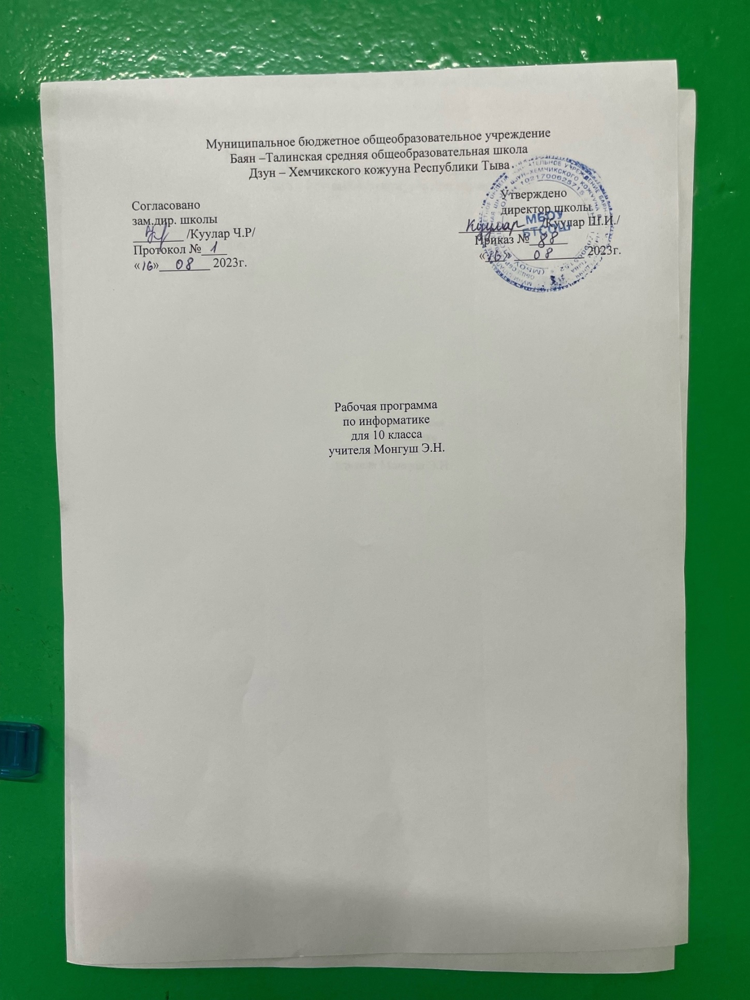 Муниципальное бюджетное общеобразовательное учреждение
Баян –Талинская средняя общеобразовательная школа
Дзун – Хемчикского кожууна Республики Тыва
Согласовано
зам.дир. школы
/Куулар Ч.Р/
Протокол № 1
«16» 08 2023г.
Утверждено
директор школы
Куулар /Куулар Ш.И./
Приказ № 88
«16» 08 2023г.
МБОУ
БТСОШ
1021700625715
Рабочая программа
по информатике
для 10 класса
учителя Монгуш Э.Н.